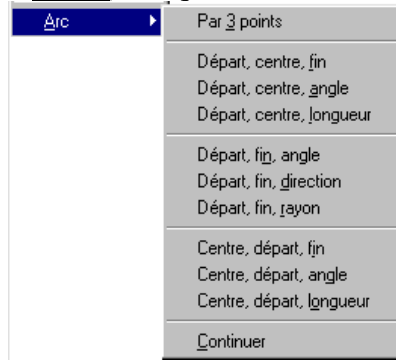 Arc
Par 3 points
Départ, centre, fin
Départ, centre, angle
Départ, centre, longueur
Départ, fin, angle
Départ, fin, direction
Départ, fin, rayon
Centre, départ, fin
Centre, départ, angle
Centre, départ, longueur
Continuer